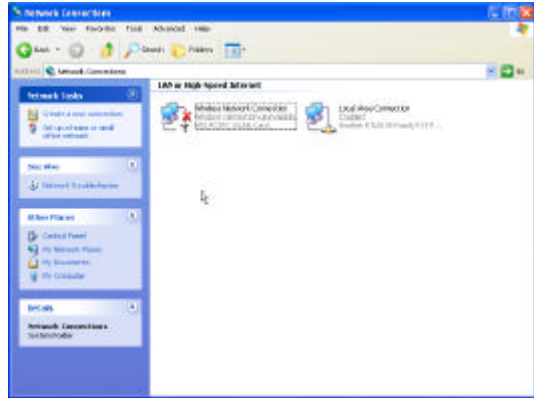 Network Connections
File Edit View Favorites Tools Advanced Help
Back Search Folders
Network Connections Go
LAN or High-Speed Internet
Network Tasks
Create a new connection
Set up a home or small
office network
See Also
Network Troubleshooter
Other Places
Control Panel
My Network Places
My Documents
My Computer
Details
Network Connections
System Folder
Wireless Network Connection
Local Area Connection